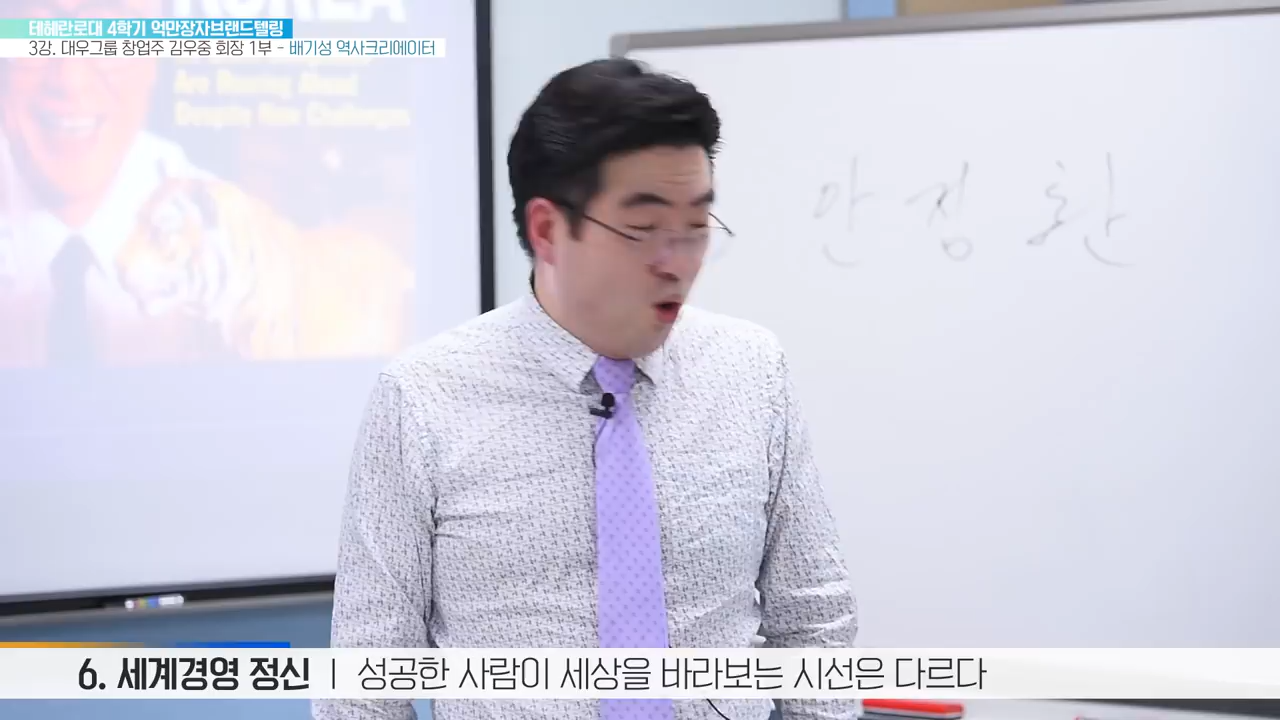 KOREA
테헤란로대 4학기 억만장자브랜드텔링
3강. 대우그룹 창업주 김우중 회장 1부 - 배기성 역사크리에이터
Are Roaring Ahead
Despite New Challenges
안정환
6. 세계경영 정신 | 성공한 사람이 세상을 바라보는 시선은 다르다